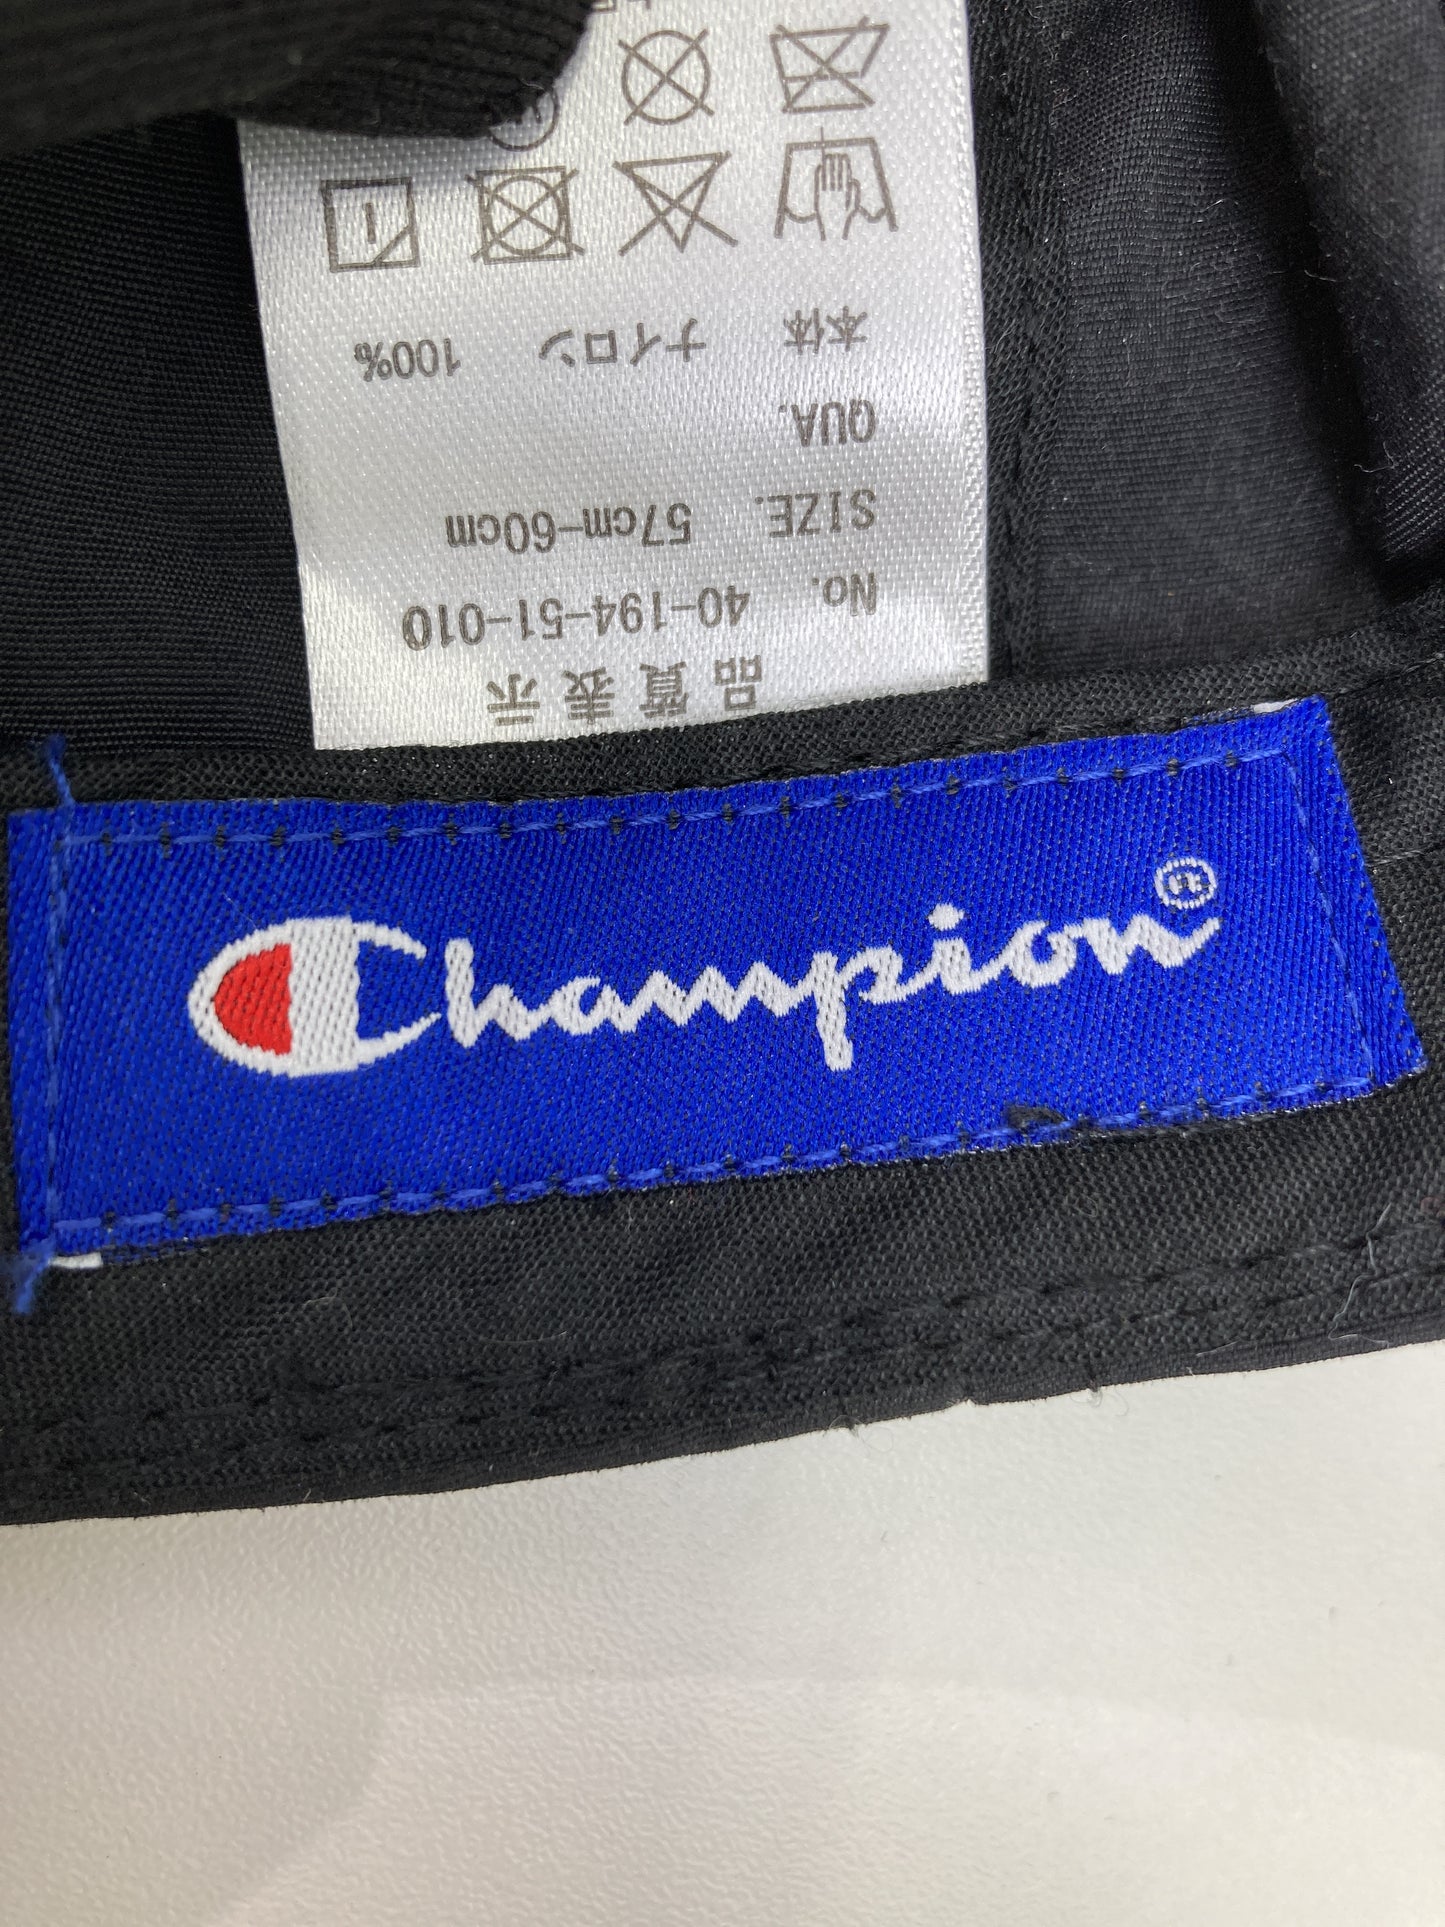 品質表示
No. 40-194-51-010
SIZE. 57cm-60cm
QUA.
本体 ナイロン 100%
Champion®